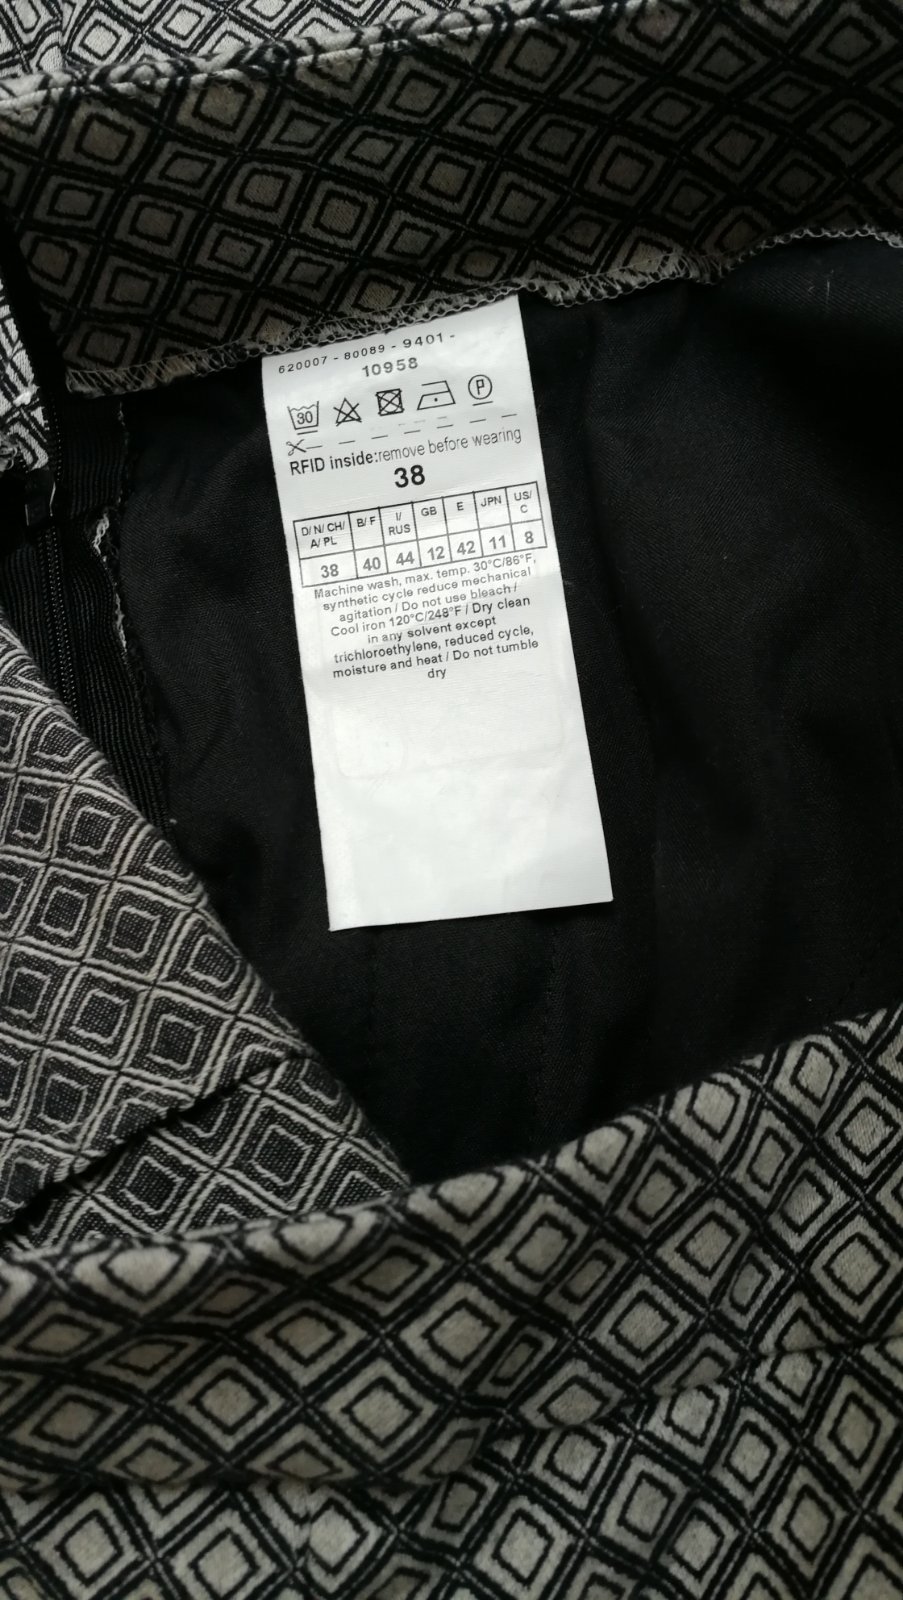 620007 - 80089 - 9401 -
10958
30 P
RFID inside:remove before wearing
38
D/ N/ CH/ A/ PL B/ F I/ RUS GB E JPN US/ C
38 40 44 12 42 11 8
Machine wash, max. temp. 30°C/86°F,
synthetic cycle reduce mechanical
agitation / Do not use bleach /
Cool iron 120°C/248°F / Dry clean
in any solvent except
trichloroethylene, reduced cycle,
moisture and heat / Do not tumble
dry